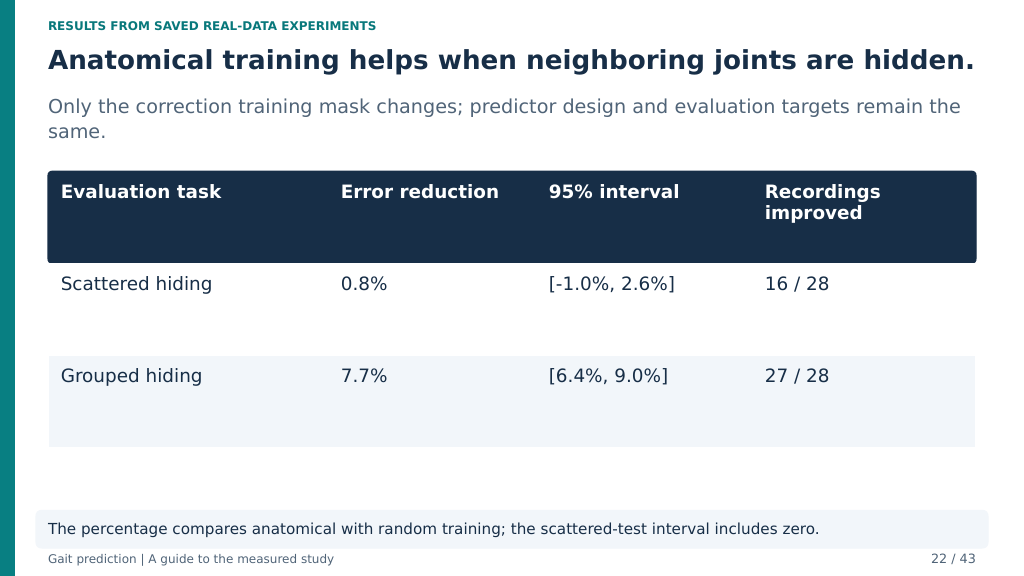 RESULTS FROM SAVED REAL-DATA EXPERIMENTS
Anatomical training helps when neighboring joints are hidden.
Only the correction training mask changes; predictor design and evaluation targets remain the
same.
Evaluation task Error reduction 95% interval Recordings
improved
Scattered hiding 0.8% [-1.0%, 2.6%] 16 / 28
Grouped hiding 7.7% [6.4%, 9.0%] 27 / 28
The percentage compares anatomical with random training; the scattered-test interval includes zero.
Gait prediction | A guide to the measured study 22 / 43